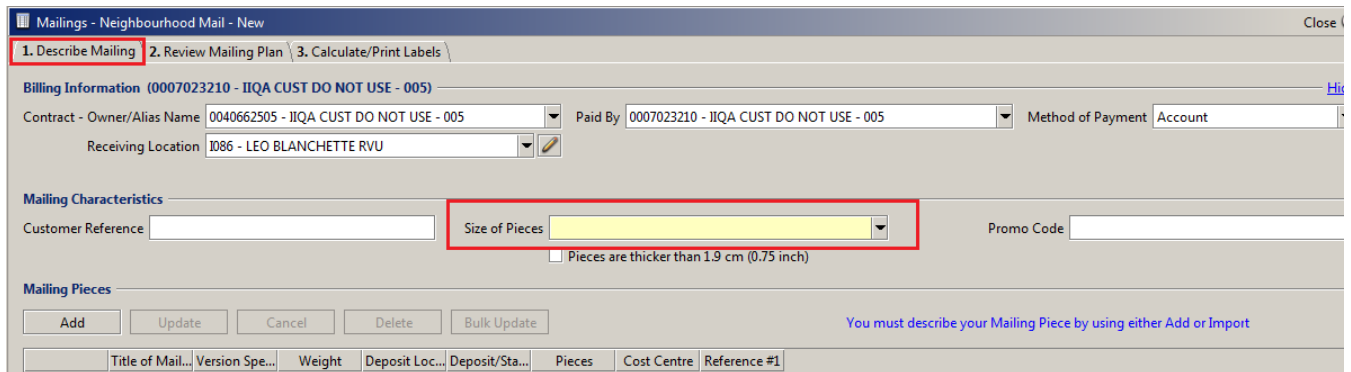 Mailings - Neighbourhood Mail - New Close
1. Describe Mailing 2. Review Mailing Plan 3. Calculate/Print Labels
Billing Information (0007023210 - IIQA CUST DO NOT USE - 005)
Contract - Owner/Alias Name 0040662505 - IIQA CUST DO NOT USE - 005 Paid By 0007023210 - IIQA CUST DO NOT USE - 005 Method of Payment Account
Receiving Location I086 - LEO BLANCHETTE RVU
Mailing Characteristics
Customer Reference Size of Pieces Promo Code
Pieces are thicker than 1.9 cm (0.75 inch)
Mailing Pieces
Add Update Cancel Delete Bulk Update You must describe your Mailing Piece by using either Add or Import
Title of Mail... Version Spe... Weight Deposit Loc... Deposit/Sta... Pieces Cost Centre Reference #1